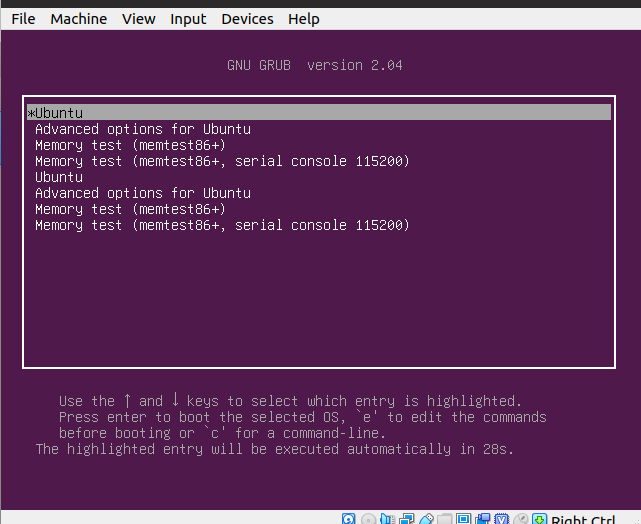 File Machine View Input Devices Help
GNU GRUB version 2.04
*Ubuntu
Advanced options for Ubuntu
Memory test (memtest86+)
Memory test (memtest86+, serial console 115200)
Ubuntu
Advanced options for Ubuntu
Memory test (memtest86+)
Memory test (memtest86+, serial console 115200)
Use the ↑ and ↓ keys to select which entry is highlighted.
Press enter to boot the selected OS, `e' to edit the commands
before booting or `c' for a command-line.
The highlighted entry will be executed automatically in 28s.
Right Ctrl